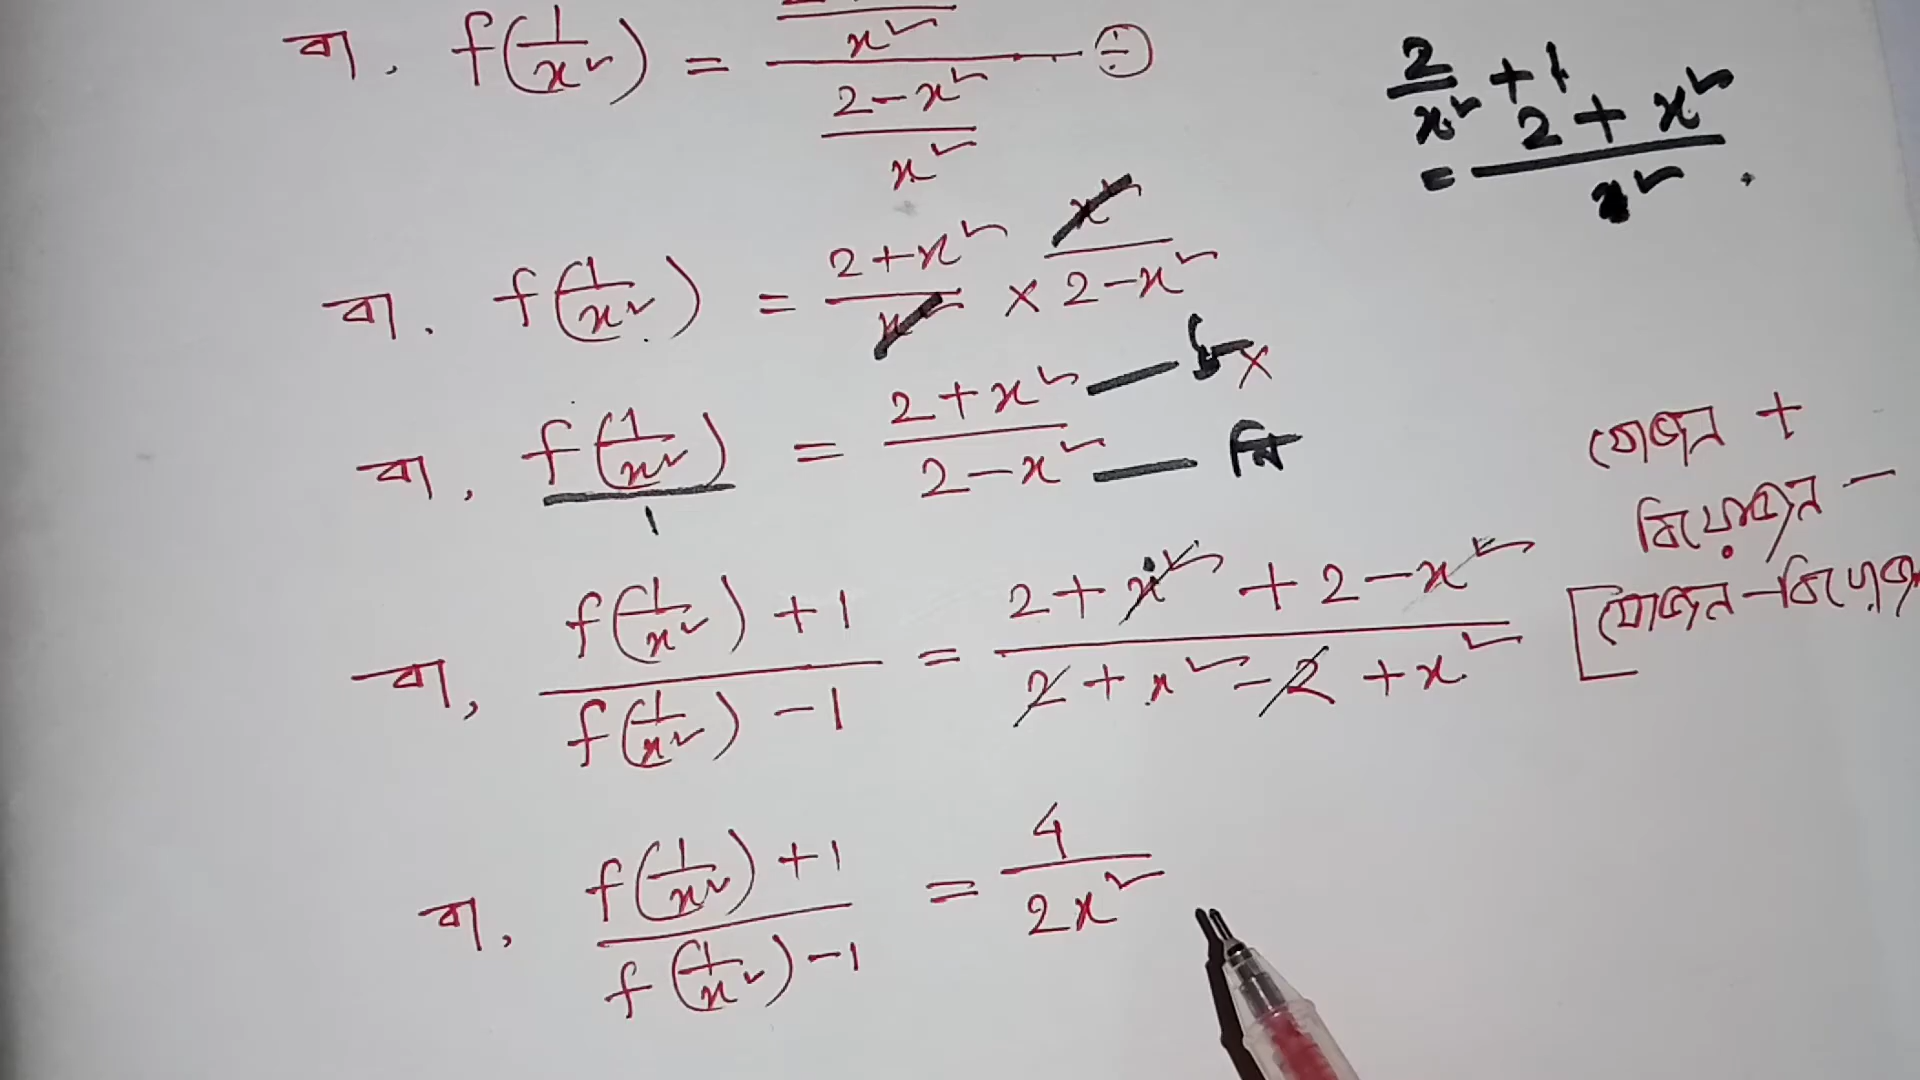 বা, f(1/x²) = /x² / (2-x²)/x² ÷
2/x² + 1
= (2+x²)/x² .
বা, f(1/x²) = (2+x²)/x² × x²/(2-x²)
বা, f(1/x²)/1 = (2+x²)/(2-x²) ×
যোজন +
বিয়োজন -
বা, (f(1/x²)+1)/(f(1/x²)-1) = (2+x²+2-x²)/(2+x²-2+x²) [যোজন-বিয়োজ
বা, (f(1/x²)+1)/(f(1/x²)-1) = 4/2x²